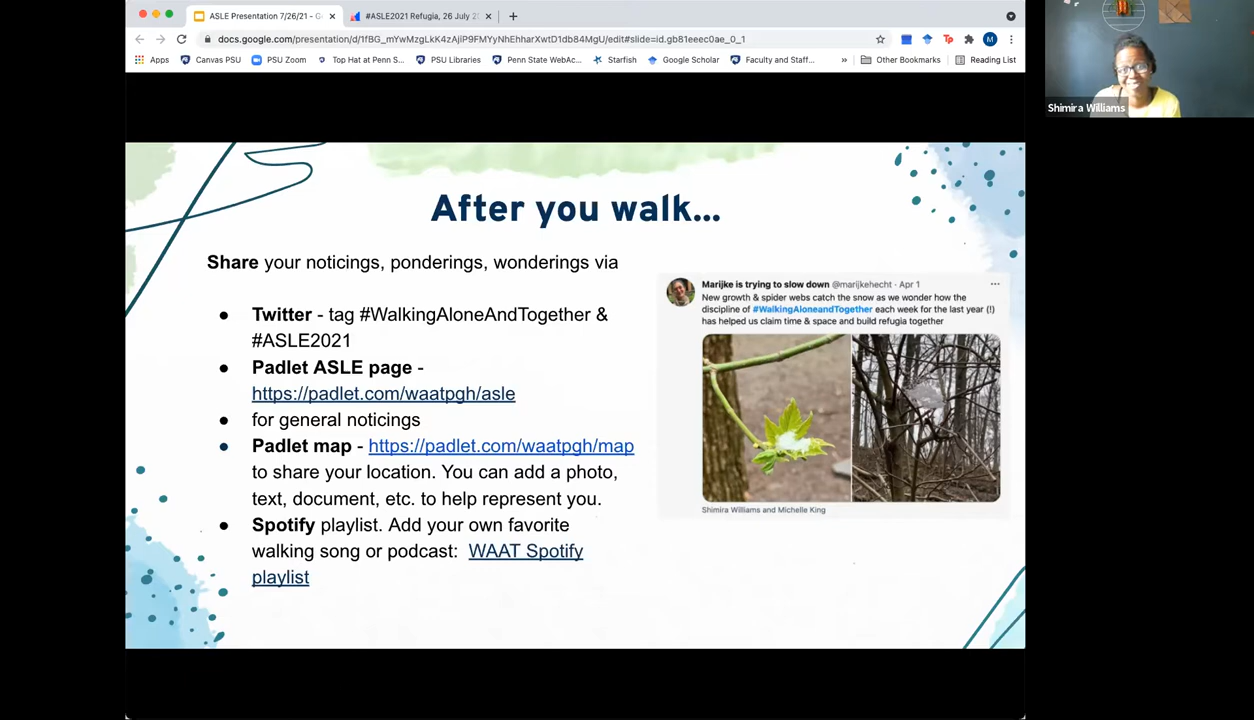 ASLE Presentation 7/26/21 - G
#ASLE2021 Refugia, 26 July 2
docs.google.com/presentation/d/1fBG_mYwMzgLkK4zAjlP9FMYyNhEhharXwtD1db84MgU/edit#slide=id.gb81eeec0ae_0_1
M
Apps Canvas PSU PSU Zoom Top Hat at Penn S... PSU Libraries Penn State WebAc... Starfish Google Scholar Faculty and Staff... » Other Bookmarks Reading List
Shimira Williams
After you walk...
Share your noticings, ponderings, wonderings via
● Twitter - tag #WalkingAloneAndTogether &
#ASLE2021
● Padlet ASLE page -
https://padlet.com/waatpgh/asle
● for general noticings
● Padlet map - https://padlet.com/waatpgh/map
to share your location. You can add a photo,
text, document, etc. to help represent you.
● Spotify playlist. Add your own favorite
walking song or podcast: WAAT Spotify
playlist
Marijke is trying to slow down @marijkehecht · Apr 1
New growth & spider webs catch the snow as we wonder how the
discipline of #WalkingAloneandTogether each week for the last year (!)
has helped us claim time & space and build refugia together
Shimira Williams and Michelle King